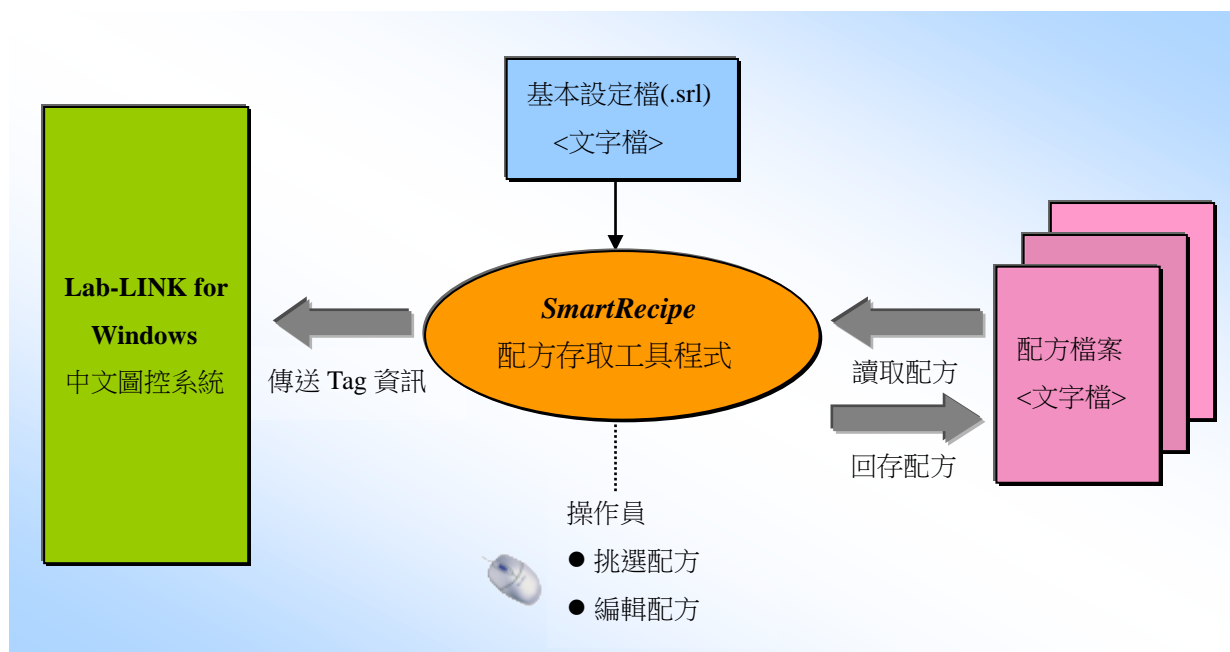 基本設定檔(.srl)
<文字檔>
Lab-LINK for
Windows
中文圖控系統
傳送 Tag 資訊
SmartRecipe
配方存取工具程式
讀取配方
回存配方
配方檔案
<文字檔>
操作員
● 挑選配方
● 編輯配方